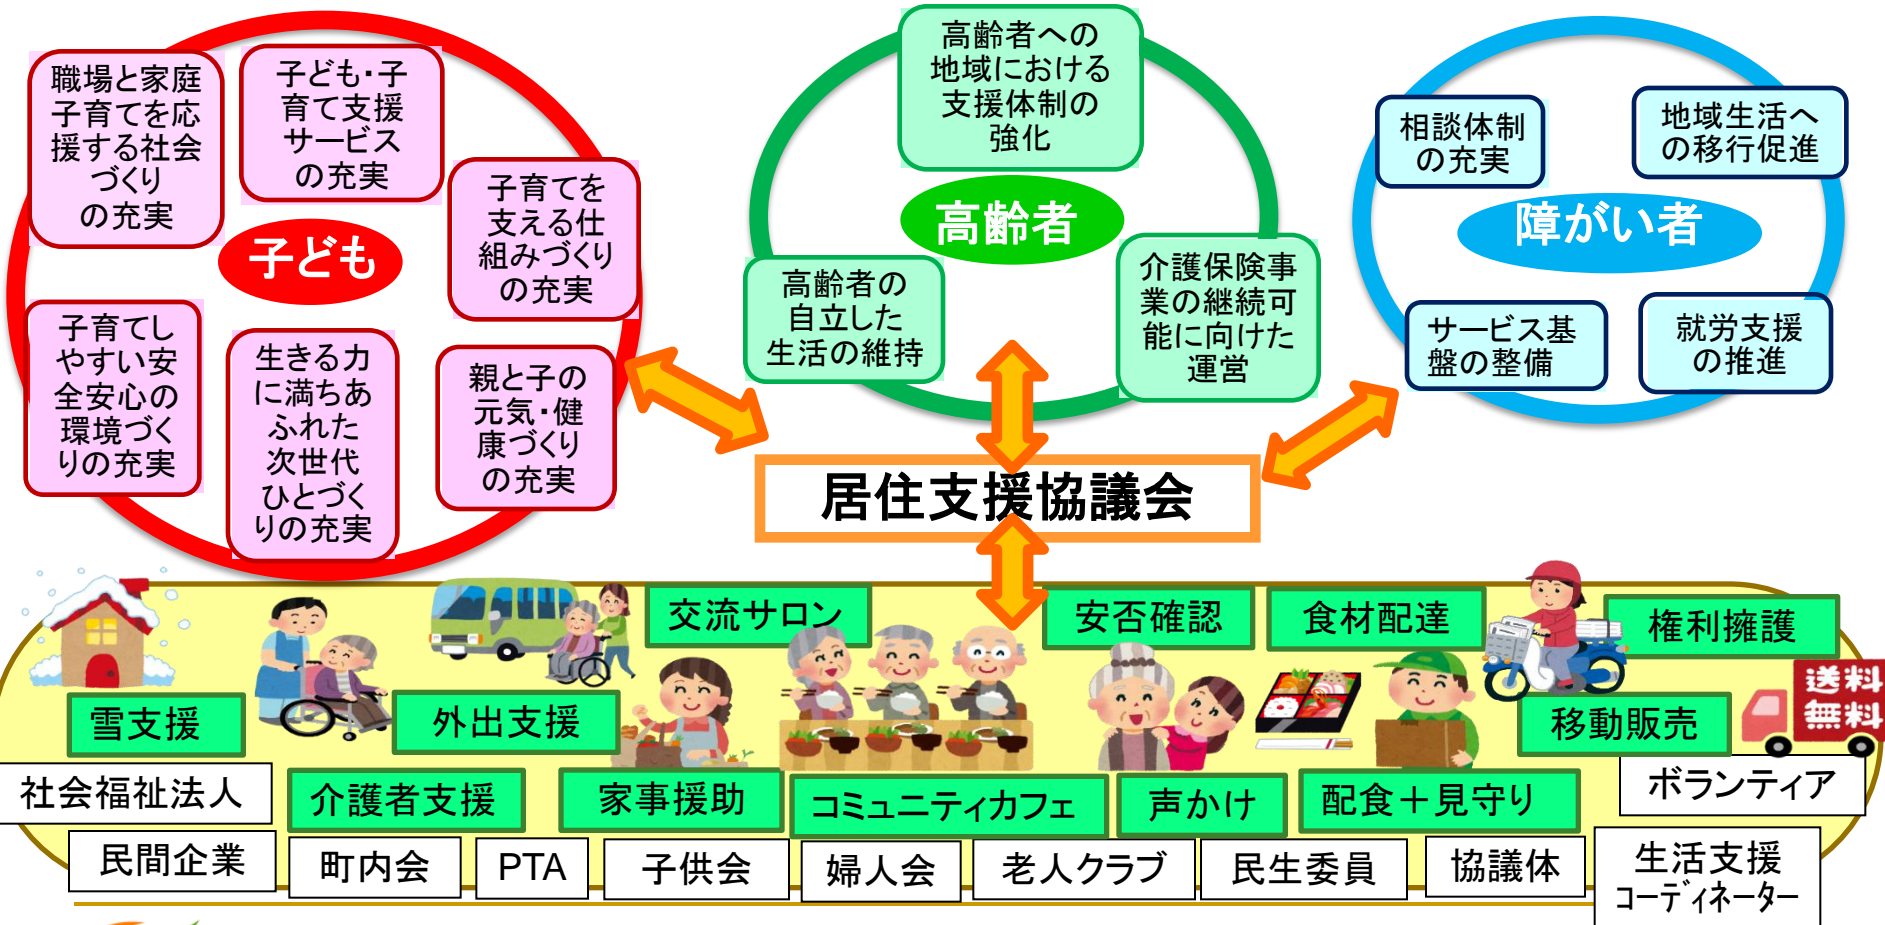 職場と家庭
子育てを応
援する社会
づくり
の充実
子ども・子
育て支援
サービス
の充実
子育てを
支える仕
組みづくり
の充実
子ども
子育てし
やすい安
全安心の
環境づく
りの充実
生きる力
に満ちあ
ふれた
次世代
ひとづく
りの充実
親と子の
元気・健
康づくり
の充実
高齢者への
地域における
支援体制の
強化
高齢者
高齢者の
自立した
生活の維持
介護保険事
業の継続可
能に向けた
運営
相談体制
の充実
地域生活へ
の移行促進
障がい者
サービス基
盤の整備
就労支援
の推進
居住支援協議会
交流サロン
安否確認
食材配達
権利擁護
雪支援
外出支援
移動販売
送料
無料
社会福祉法人
介護者支援
家事援助
コミュニティカフェ
声かけ
配食＋見守り
ボランティア
民間企業
町内会
PTA
子供会
婦人会
老人クラブ
民生委員
協議体
生活支援
コーディネーター